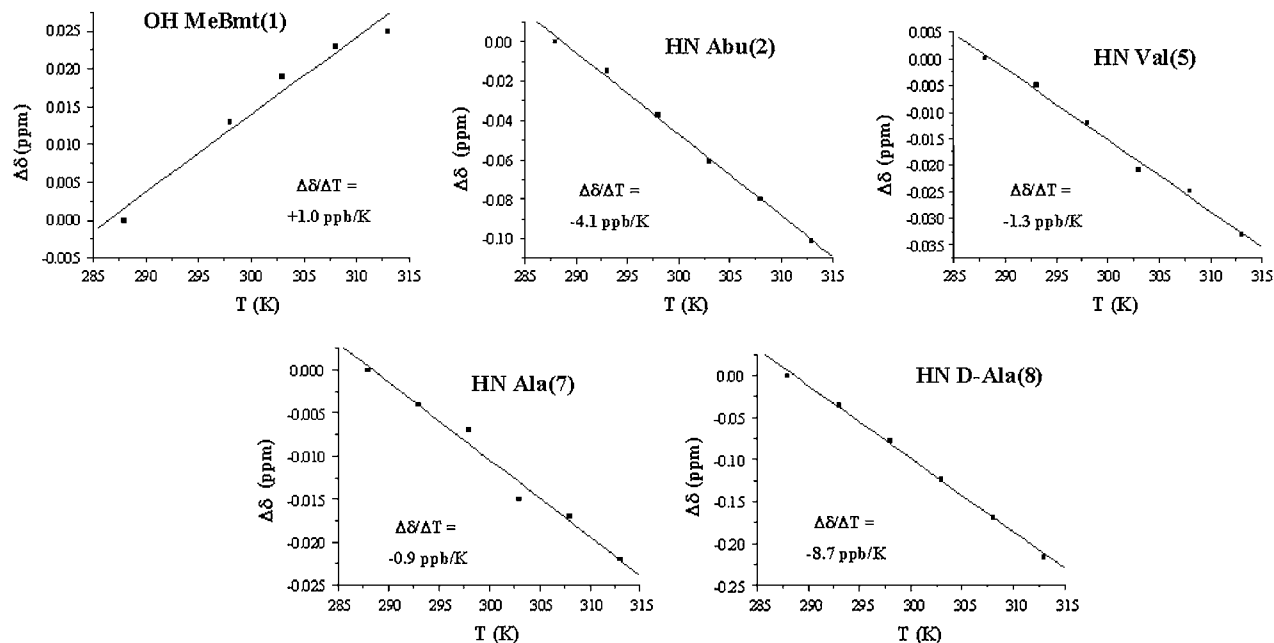 OH MeBmt(1)
0.025
0.020
0.015
0.010
0.005
0.000
-0.005
Δδ (ppm)
Δδ/ΔT =
+1.0 ppb/K
285 290 295 300 305 310 315
T (K)
HN Abu(2)
0.00
-0.02
-0.04
-0.06
-0.08
-0.10
Δδ (ppm)
Δδ/ΔT =
-4.1 ppb/K
285 290 295 300 305 310 315
T (K)
HN Val(5)
0.005
0.000
-0.005
-0.010
-0.015
-0.020
-0.025
-0.030
-0.035
Δδ (ppm)
Δδ/ΔT =
-1.3 ppb/K
285 290 295 300 305 310 315
T (K)
HN Ala(7)
0.000
-0.005
-0.010
-0.015
-0.020
-0.025
Δδ (ppm)
Δδ/ΔT =
-0.9 ppb/K
285 290 295 300 305 310 315
T (K)
HN D-Ala(8)
0.00
-0.05
-0.10
-0.15
-0.20
-0.25
Δδ (ppm)
Δδ/ΔT =
-8.7 ppb/K
285 290 295 300 305 310 315
T (K)